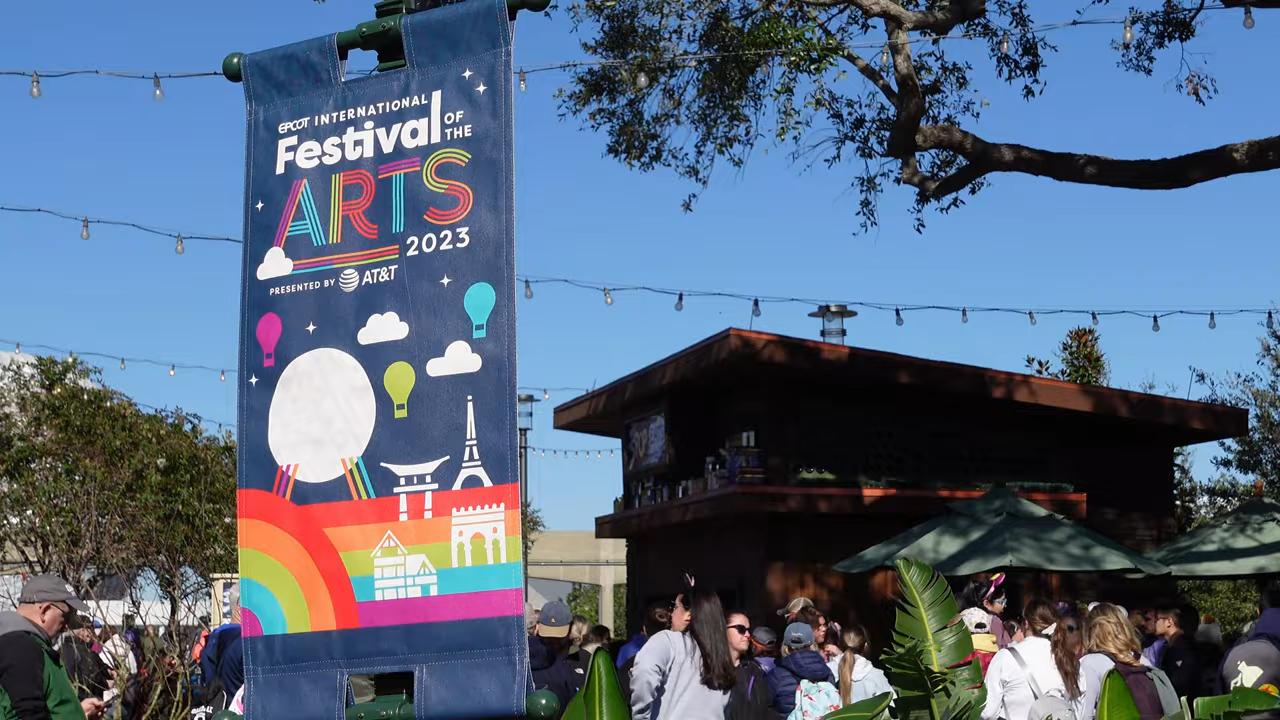 EPCOT INTERNATIONAL
Festival OF THE
ARTS
2023
PRESENTED BY AT&T